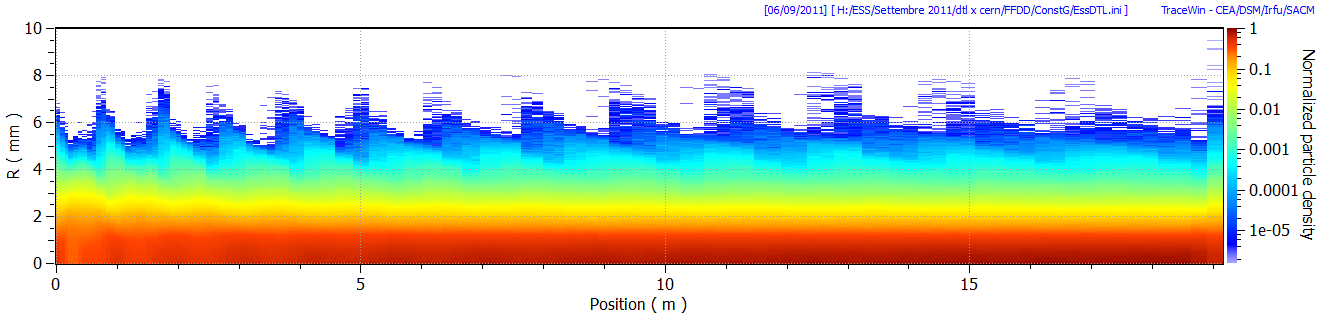 [06/09/2011] [ H:/ESS/Settembre 2011/dtl x cern/FFDD/ConstG/EssDTL.ini ] TraceWin - CEA/DSM/Irfu/SACM
10
8
6
4
2
0
R ( mm )
0 5 10 15
Position ( m )
1
0.1
0.01
0.001
0.0001
1e-05
Normalized particle density